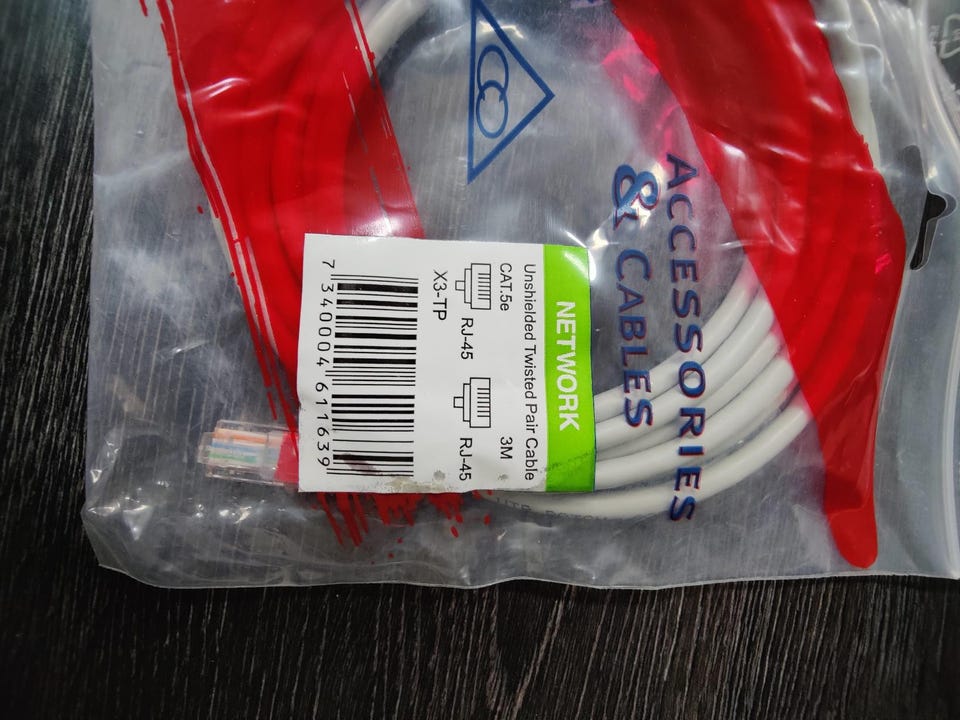 ACCESSORIES
& CABLES
NETWORK
Unshielded Twisted Pair Cable
CAT.5e 3M
RJ-45 RJ-45
X3-TP
7 340004 611639